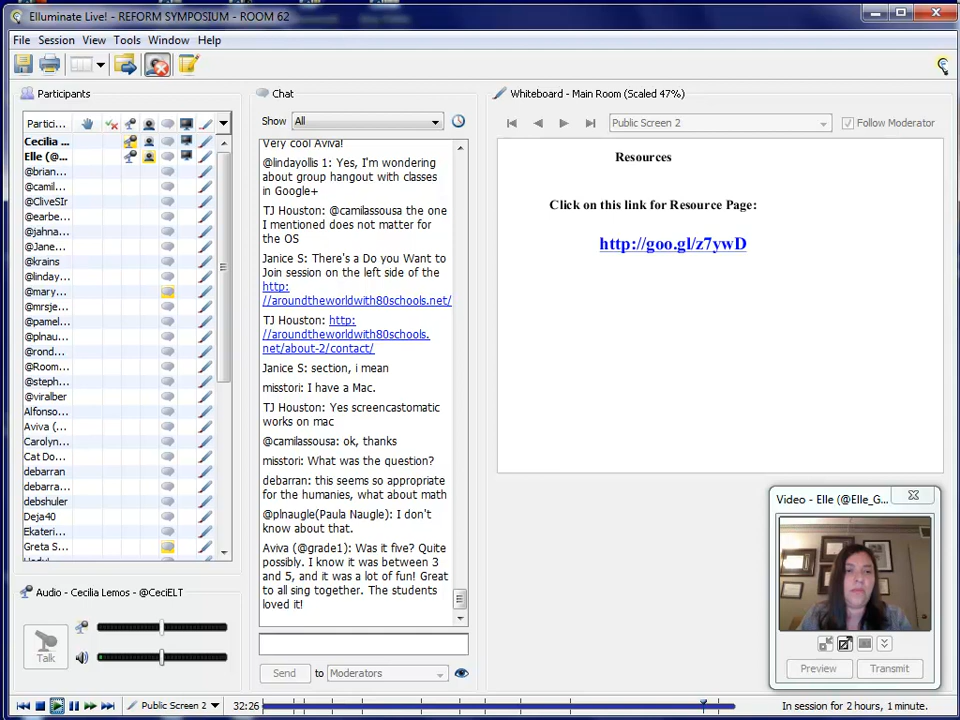 Elluminate Live! - REFORM SYMPOSIUM - ROOM 62
File Session View Tools Window Help
Participants
Partici...
Cecilia ...
Elle (@...
@brian...
@camil...
@CliveSIr
@earbe...
@jahna...
@Jane...
@krains
@linday...
@mary...
@mrsje...
@pamel...
@plnau...
@rond...
@Room...
@steph...
@viralber
Alfonso...
Aviva (...
Carolyn...
Cat Do...
debarran
debarra...
debshuler
Deja40
Ekateri...
Greta S...
Audio - Cecilia Lemos - @CeciELT
Talk
Chat
Show All
Very cool Aviva!
@lindayollis 1: Yes, I'm wondering
about group hangout with classes
in Google+
TJ Houston: @camilassousa the one
I mentioned does not matter for
the OS
Janice S: There's a Do you Want to
Join session on the left side of the
http:
//aroundtheworldwith80schools.net/
TJ Houston: http:
//aroundtheworldwith80schools.
net/about-2/contact/
Janice S: section, i mean
misstori: I have a Mac.
TJ Houston: Yes screencastomatic
works on mac
@camilassousa: ok, thanks
misstori: What was the question?
debarran: this seems so appropriate
for the humanies, what about math
@plnaugle(Paula Naugle): I don't
know about that.
Aviva (@grade1): Was it five? Quite
possibly. I know it was between 3
and 5, and it was a lot of fun! Great
to all sing together. The students
loved it!
Send to Moderators
Whiteboard - Main Room (Scaled 47%)
Public Screen 2
Follow Moderator
Resources
Click on this link for Resource Page:
http://goo.gl/z7ywD
Video - Elle (@Elle_G...
Preview Transmit
Public Screen 2 32:26
In session for 2 hours, 1 minute.